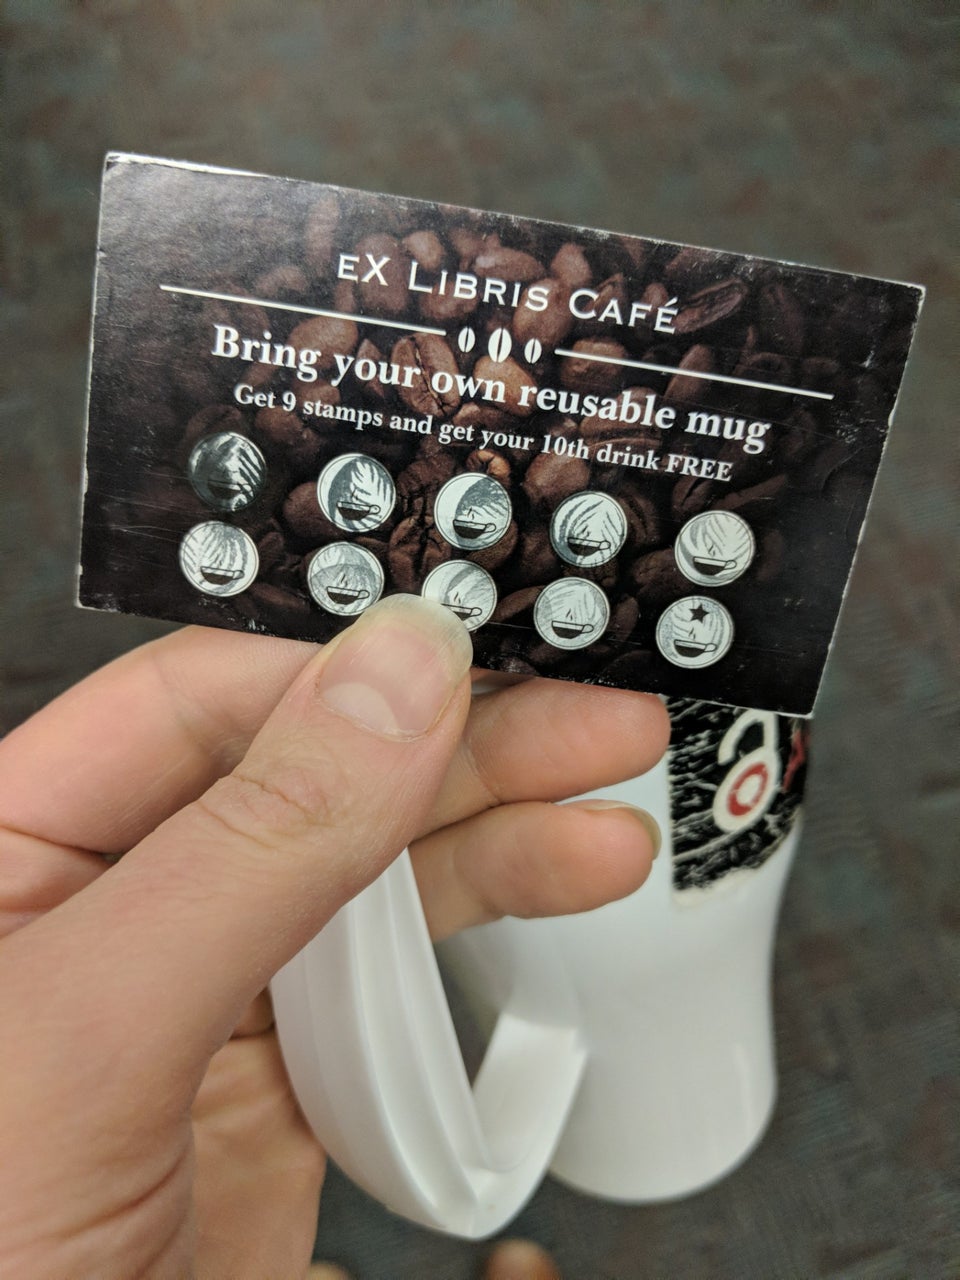 eX Libris Café
Bring your own reusable mug
Get 9 stamps and get your 10th drink FREE